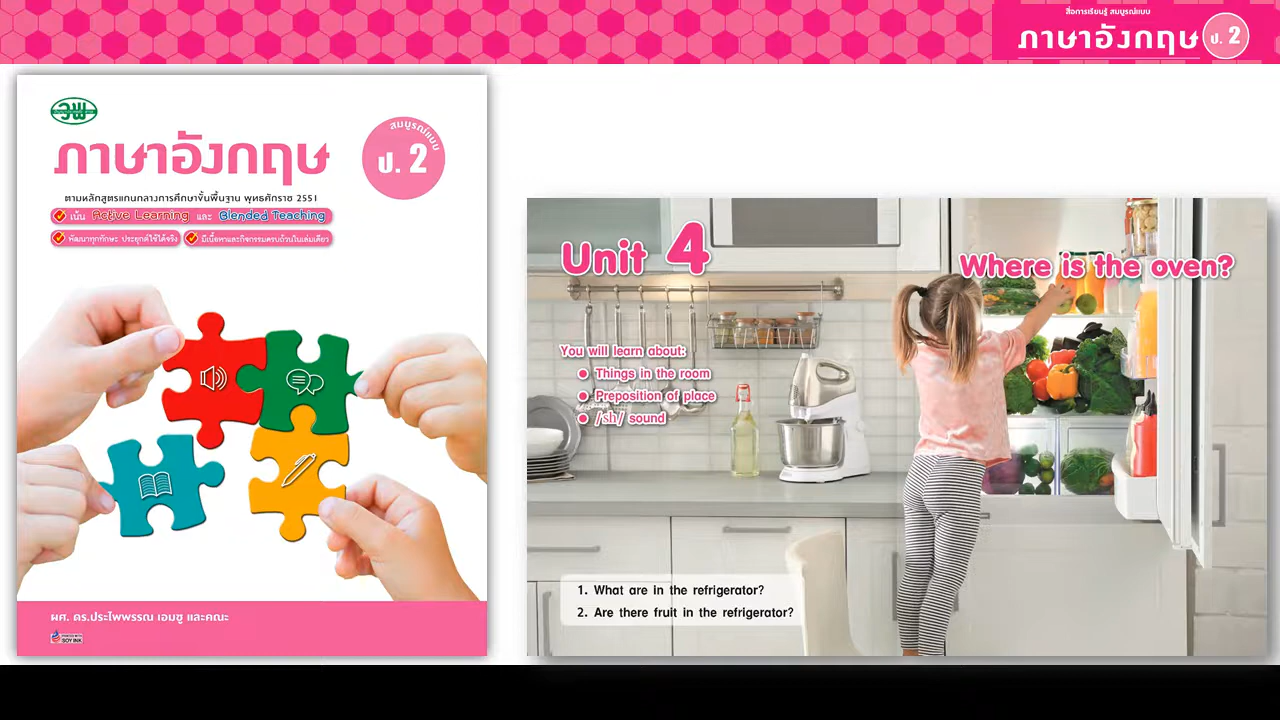 สื่อการเรียนรู้ สมบูรณ์แบบ
ภาษาอังกฤษ ป. 2
วพ
ภาษาอังกฤษ
สมบูรณ์แบบ
ป. 2
ตามหลักสูตรแกนกลางการศึกษาขั้นพื้นฐาน พุทธศักราช 2551
เน้น Active Learning และ Blended Teaching
พัฒนาทุกทักษะ ประยุกต์ใช้ได้จริง
มีเนื้อหาและกิจกรรมครบถ้วนในเล่มเดียว
ผศ. ดร.ประไพพรรณ เอมชู และคณะ
PRINTED WITH
SOY INK
Unit 4
Where is the oven?
You will learn about:
● Things in the room
● Preposition of place
● /sh/ sound
1. What are in the refrigerator?
2. Are there fruit in the refrigerator?